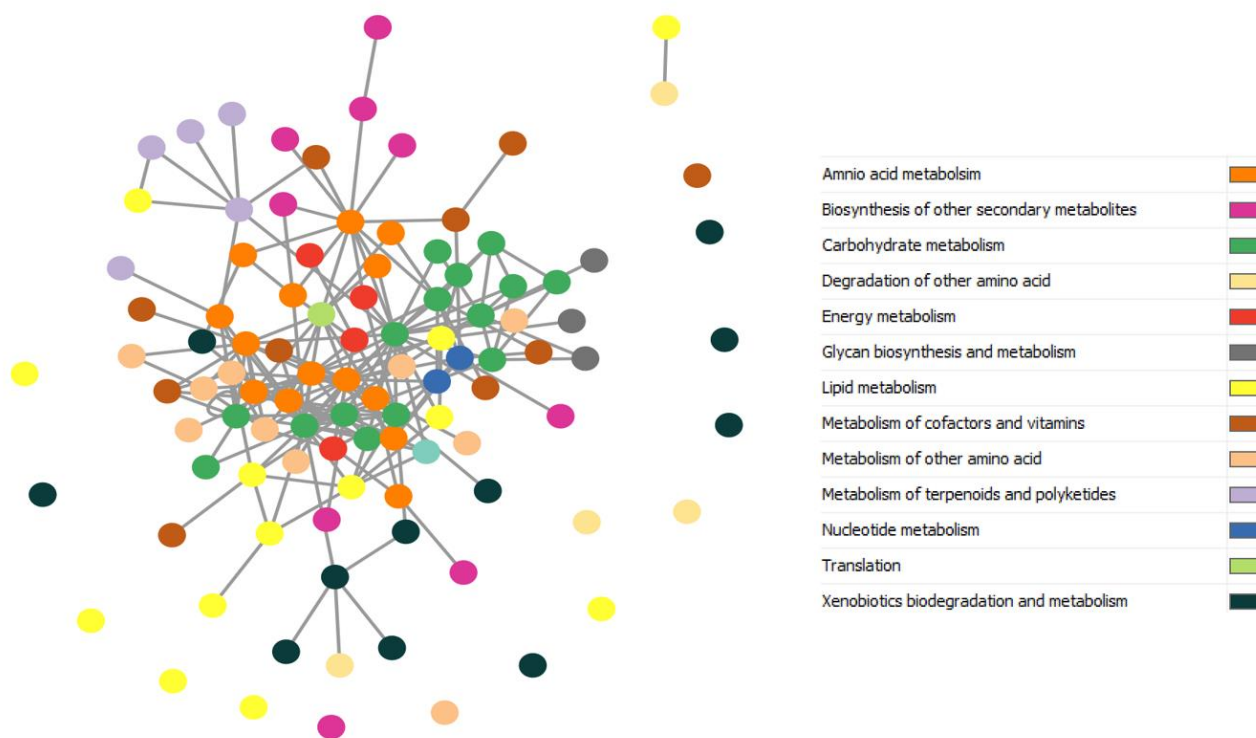 Amnio acid metabolsim
Biosynthesis of other secondary metabolites
Carbohydrate metabolism
Degradation of other amino acid
Energy metabolism
Glycan biosynthesis and metabolism
Lipid metabolism
Metabolism of cofactors and vitamins
Metabolism of other amino acid
Metabolism of terpenoids and polyketides
Nucleotide metabolism
Translation
Xenobiotics biodegradation and metabolism